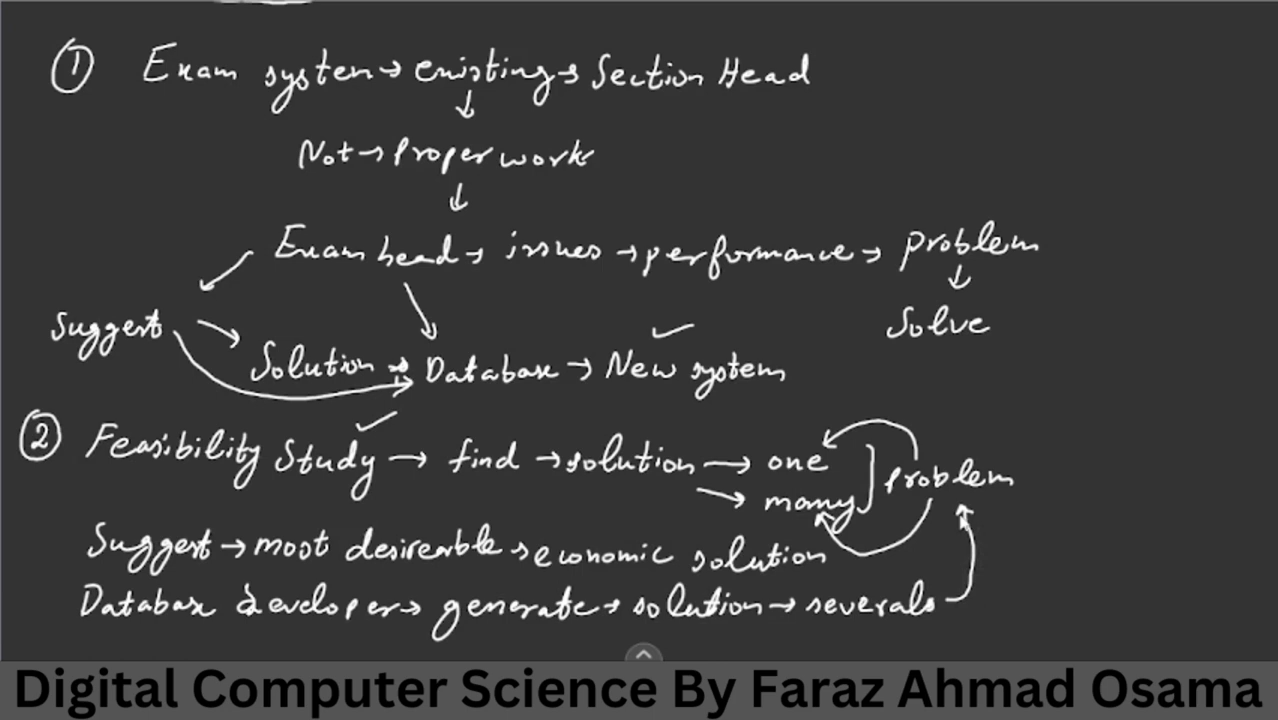 ① Exam system → existing → Section Head
↓
Not → Proper work
↓
Exam head → issues → performance → problem
↓
Suggest
Solve
Solution → Database → New system
② Feasibility Study → find → solution → one
many ] problem
Suggest → most desireable → economic solution
Database developer → generate → solution → severals
Digital Computer Science By Faraz Ahmad Osama